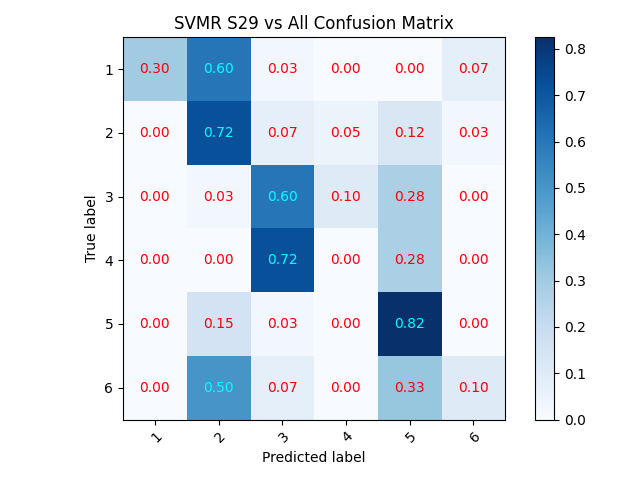 SVMR S29 vs All Confusion Matrix
True label
1 0.30 0.60 0.03 0.00 0.00 0.07
2 0.00 0.72 0.07 0.05 0.12 0.03
3 0.00 0.03 0.60 0.10 0.28 0.00
4 0.00 0.00 0.72 0.00 0.28 0.00
5 0.00 0.15 0.03 0.00 0.82 0.00
6 0.00 0.50 0.07 0.00 0.33 0.10
1 2 3 4 5 6
Predicted label
0.8
0.7
0.6
0.5
0.4
0.3
0.2
0.1
0.0